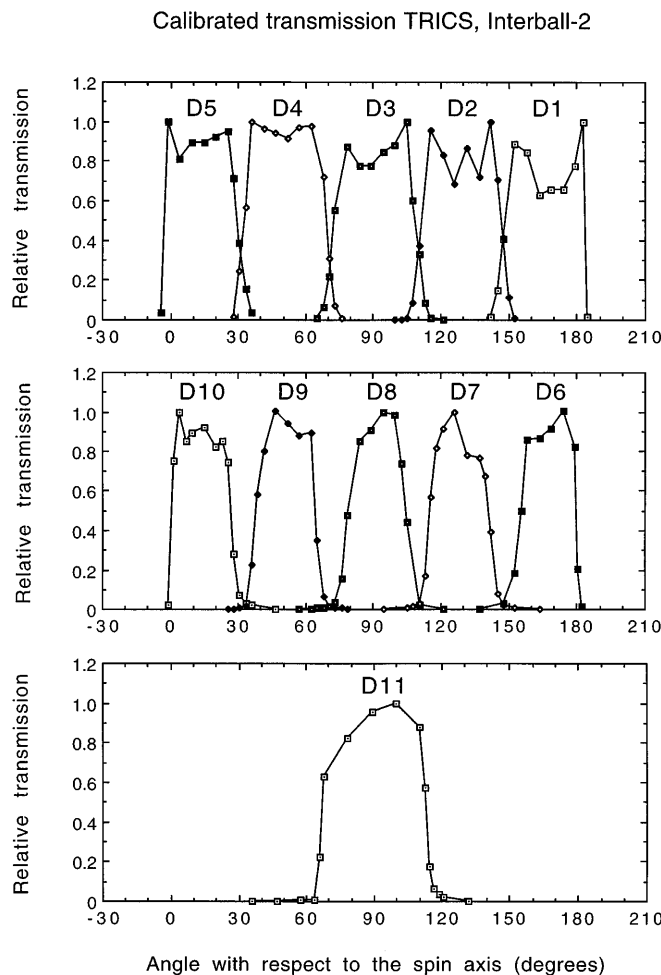 Calibrated transmission TRICS, Interball-2
Relative transmission
1.2
1.0
0.8
0.6
0.4
0.2
0
D5 D4 D3 D2 D1
-30 0 30 60 90 120 150 180 210
Relative transmission
1.2
1.0
0.8
0.6
0.4
0.2
0
D10 D9 D8 D7 D6
-30 0 30 60 90 120 150 180 210
Relative transmission
1.2
1.0
0.8
0.6
0.4
0.2
0
D11
-30 0 30 60 90 120 150 180 210
Angle with respect to the spin axis (degrees)